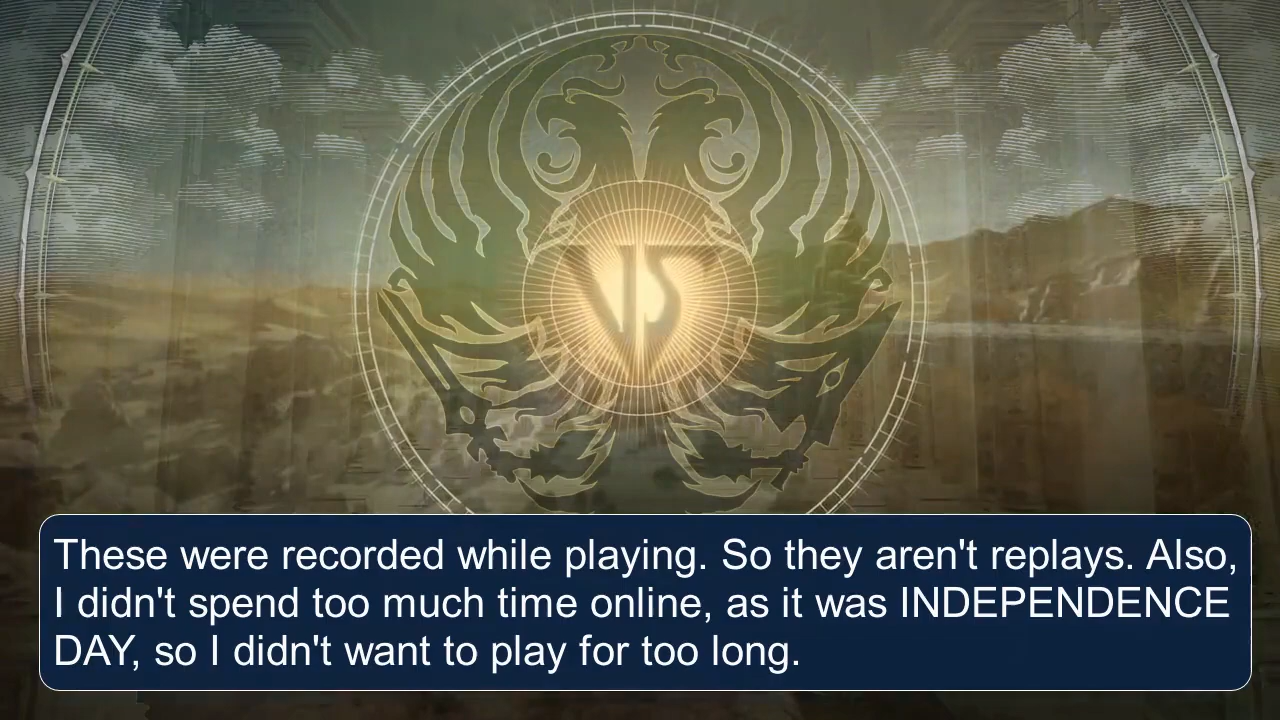 VS
These were recorded while playing. So they aren't replays. Also,
I didn't spend too much time online, as it was INDEPENDENCE
DAY, so I didn't want to play for too long.